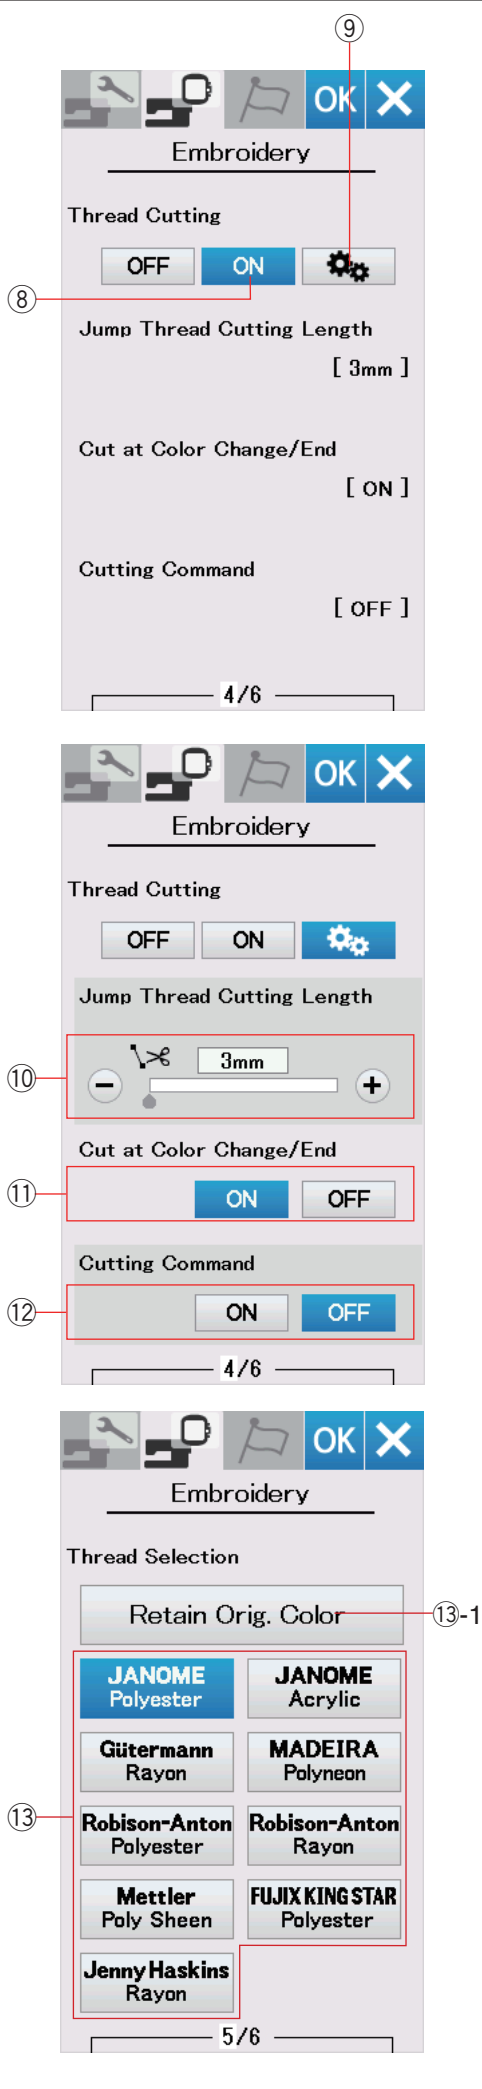 ⑨
OK
Embroidery
Thread Cutting
OFF ON
⑧
Jump Thread Cutting Length
[ 3mm ]
Cut at Color Change/End
[ ON ]
Cutting Command
[ OFF ]
4/6
OK
Embroidery
Thread Cutting
OFF ON
Jump Thread Cutting Length
3mm
⑩
− +
Cut at Color Change/End
⑪
ON OFF
Cutting Command
⑫
ON OFF
4/6
OK
Embroidery
Thread Selection
Retain Orig. Color
⑬-1
JANOME
Polyester
JANOME
Acrylic
Gütermann
Rayon
MADEIRA
Polyneon
⑬
Robison-Anton
Polyester
Robison-Anton
Rayon
Mettler
Poly Sheen
FUJIX KING STAR
Polyester
Jenny Haskins
Rayon
5/6